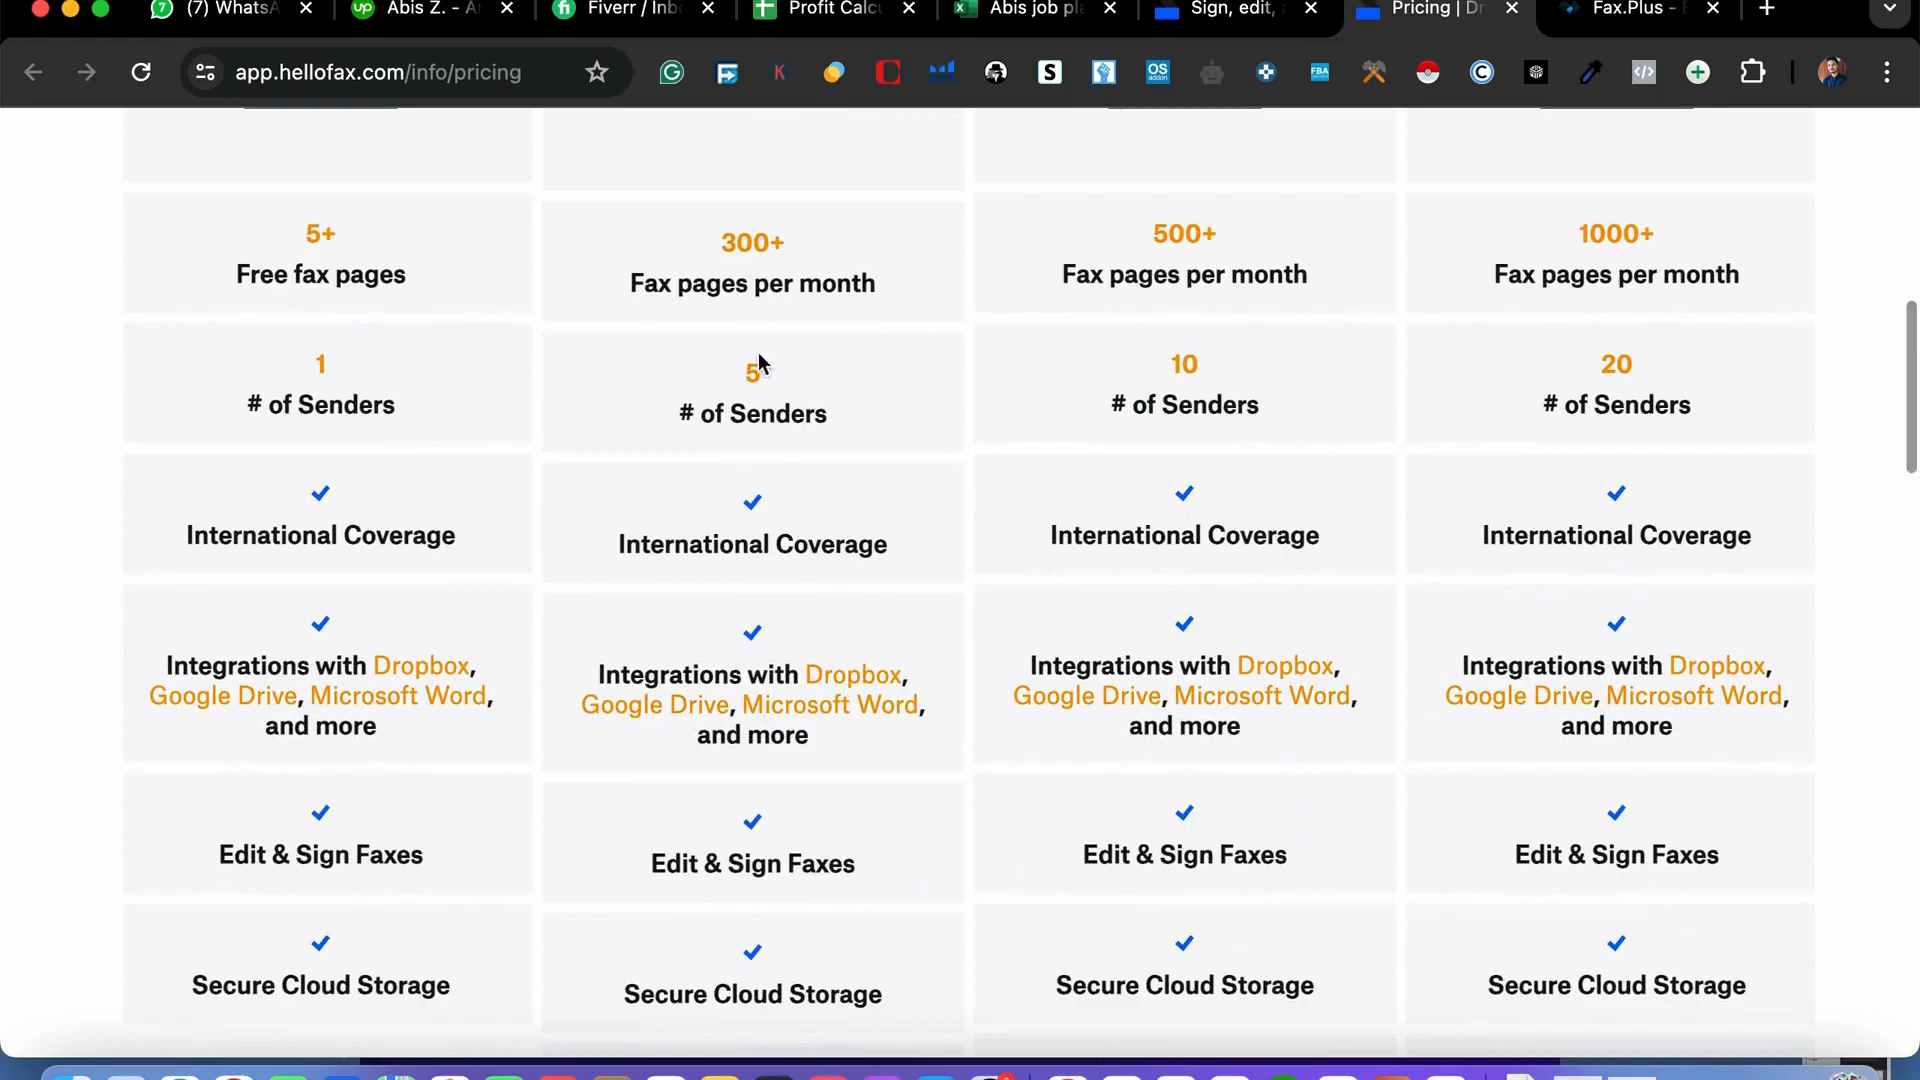 (7) WhatsA
Abis Z. - A
Fiverr / Inb
Profit Calcu
Abis job pl
Sign, edit,
Pricing | Dr
Fax.Plus - E
app.hellofax.com/info/pricing
5+
Free fax pages
300+
Fax pages per month
500+
Fax pages per month
1000+
Fax pages per month
1
# of Senders
5
# of Senders
10
# of Senders
20
# of Senders
International Coverage
International Coverage
International Coverage
International Coverage
Integrations with Dropbox,
Google Drive, Microsoft Word,
and more
Integrations with Dropbox,
Google Drive, Microsoft Word,
and more
Integrations with Dropbox,
Google Drive, Microsoft Word,
and more
Integrations with Dropbox,
Google Drive, Microsoft Word,
and more
Edit & Sign Faxes
Edit & Sign Faxes
Edit & Sign Faxes
Edit & Sign Faxes
Secure Cloud Storage
Secure Cloud Storage
Secure Cloud Storage
Secure Cloud Storage